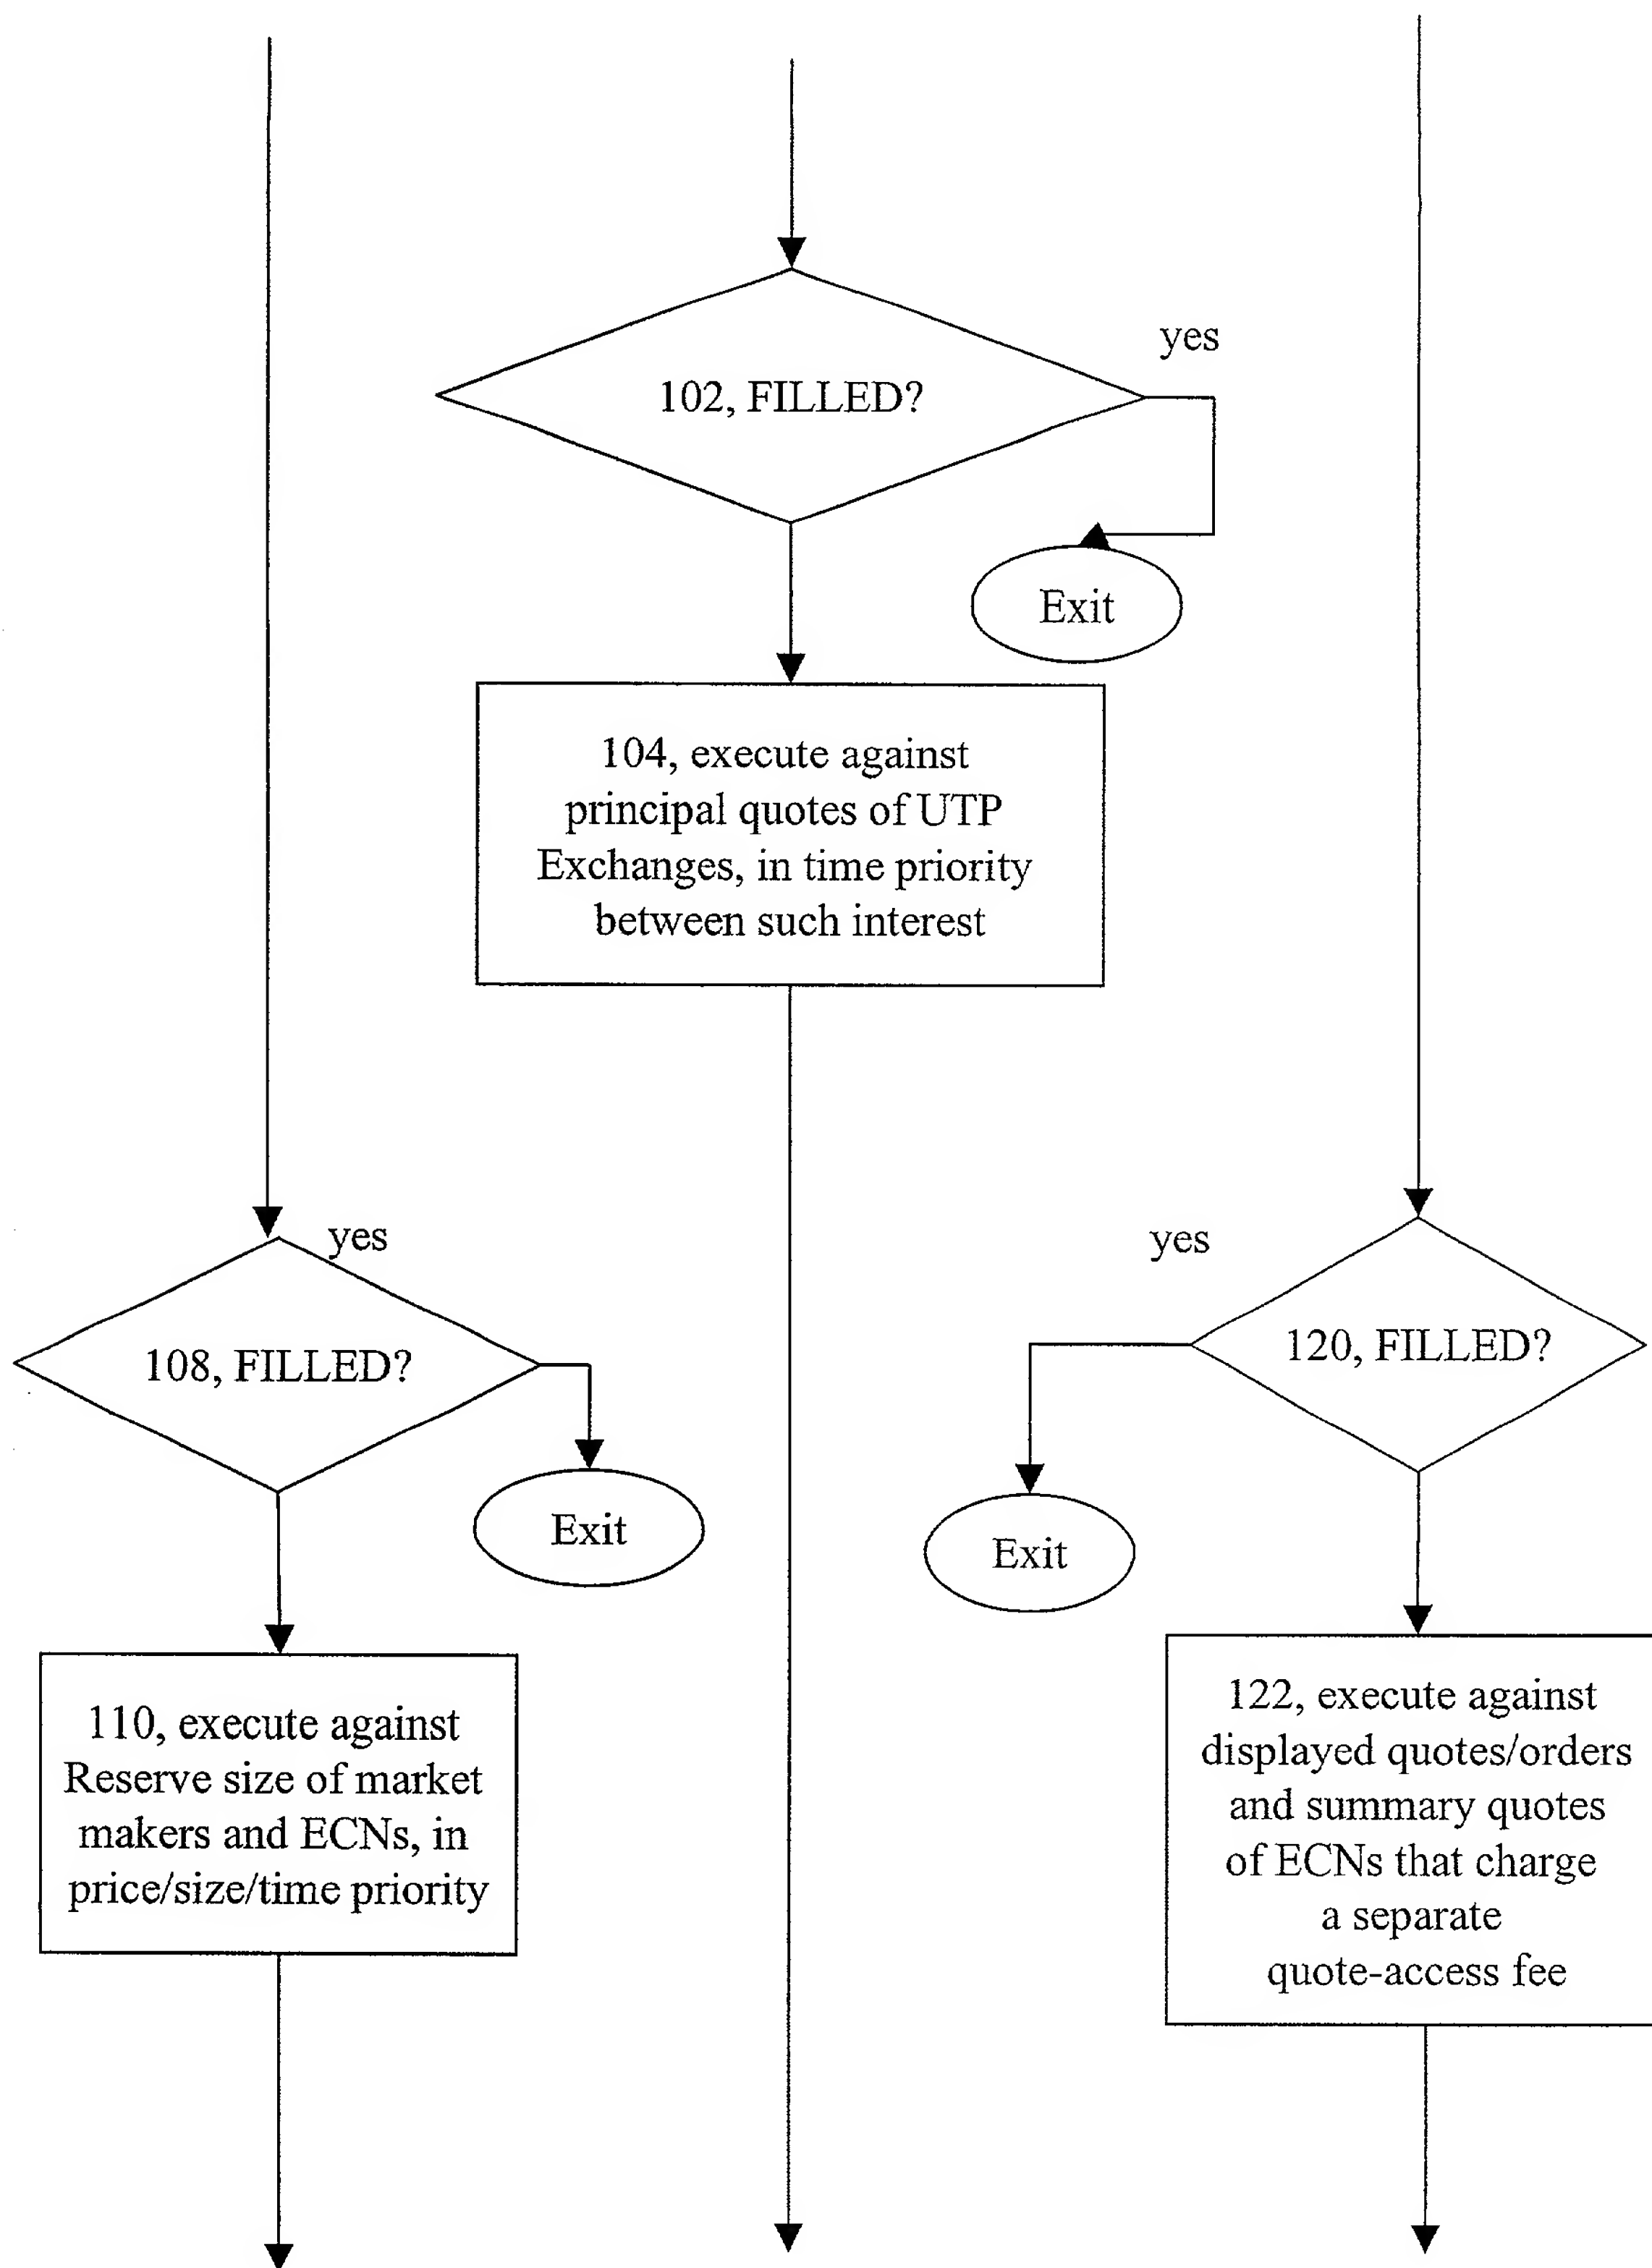 yes
102, FILLED?
Exit
104, execute against
principal quotes of UTP
Exchanges, in time priority
between such interest
yes
108, FILLED?
Exit
110, execute against
Reserve size of market
makers and ECNs, in
price/size/time priority
yes
120, FILLED?
Exit
122, execute against
displayed quotes/orders
and summary quotes
of ECNs that charge
a separate
quote-access fee